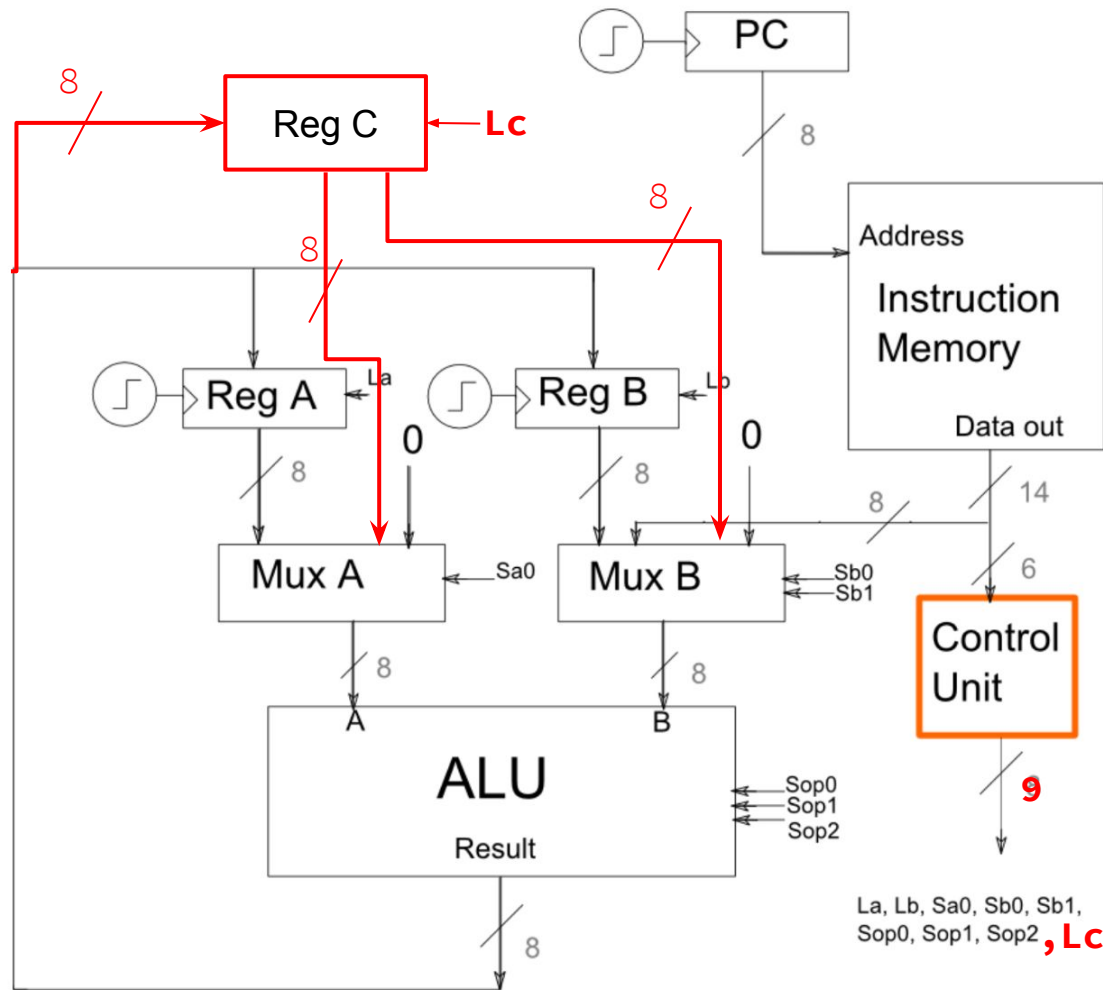 PC
8
Reg C
Lc
8
8
8
Address
Instruction
Memory
Data out
La
Reg A
Lb
Reg B
0
0
8
8
8
14
Mux A
Sa0
Mux B
Sb0
Sb1
6
Control
Unit
8
8
A
B
ALU
Sop0
Sop1
Sop2
Result
9
8
La, Lb, Sa0, Sb0, Sb1,
Sop0, Sop1, Sop2 , Lc